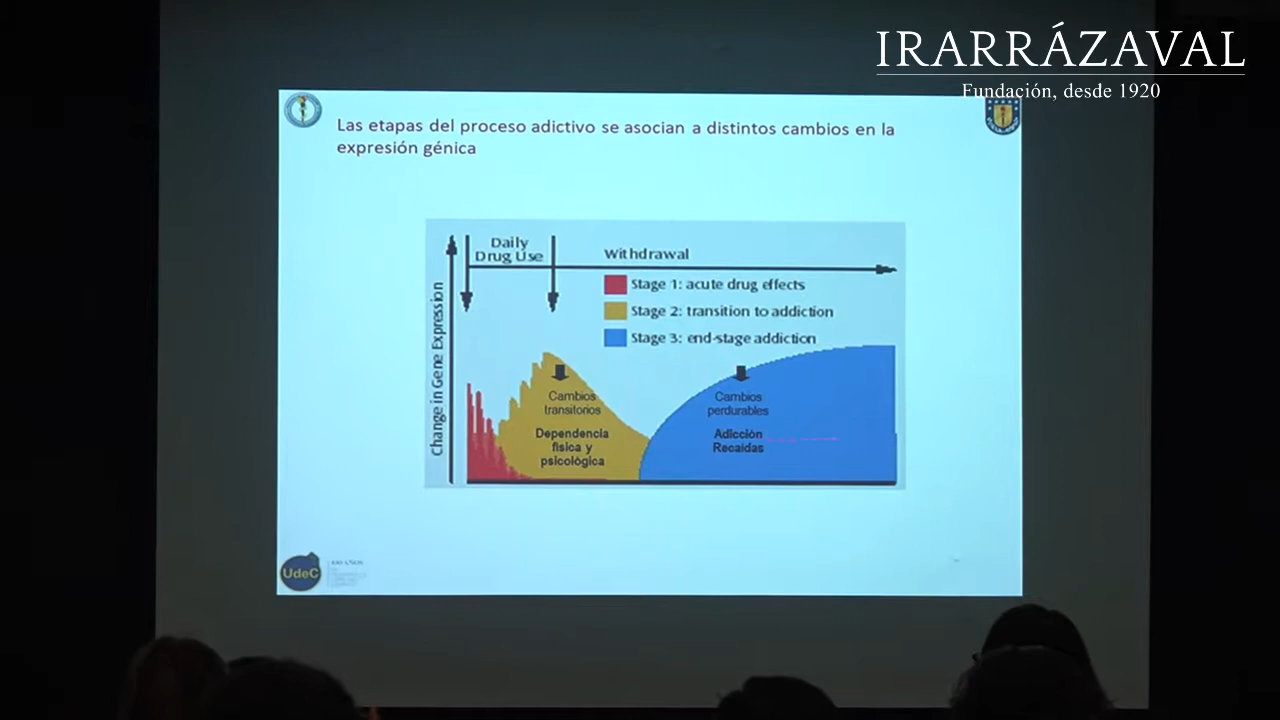 IRARRÁZAVAL
Fundación, desde 1920
Las etapas del proceso adictivo se asocian a distintos cambios en la
expresión génica
Daily
Drug Use
Withdrawal
Stage 1: acute drug effects
Stage 2: transition to addiction
Stage 3: end-stage addiction
Change in Gene Expression
Cambios
transitorios
Dependencia
física y
psicológica
Cambios
perdurables
Adicción
Recaídas
UdeC